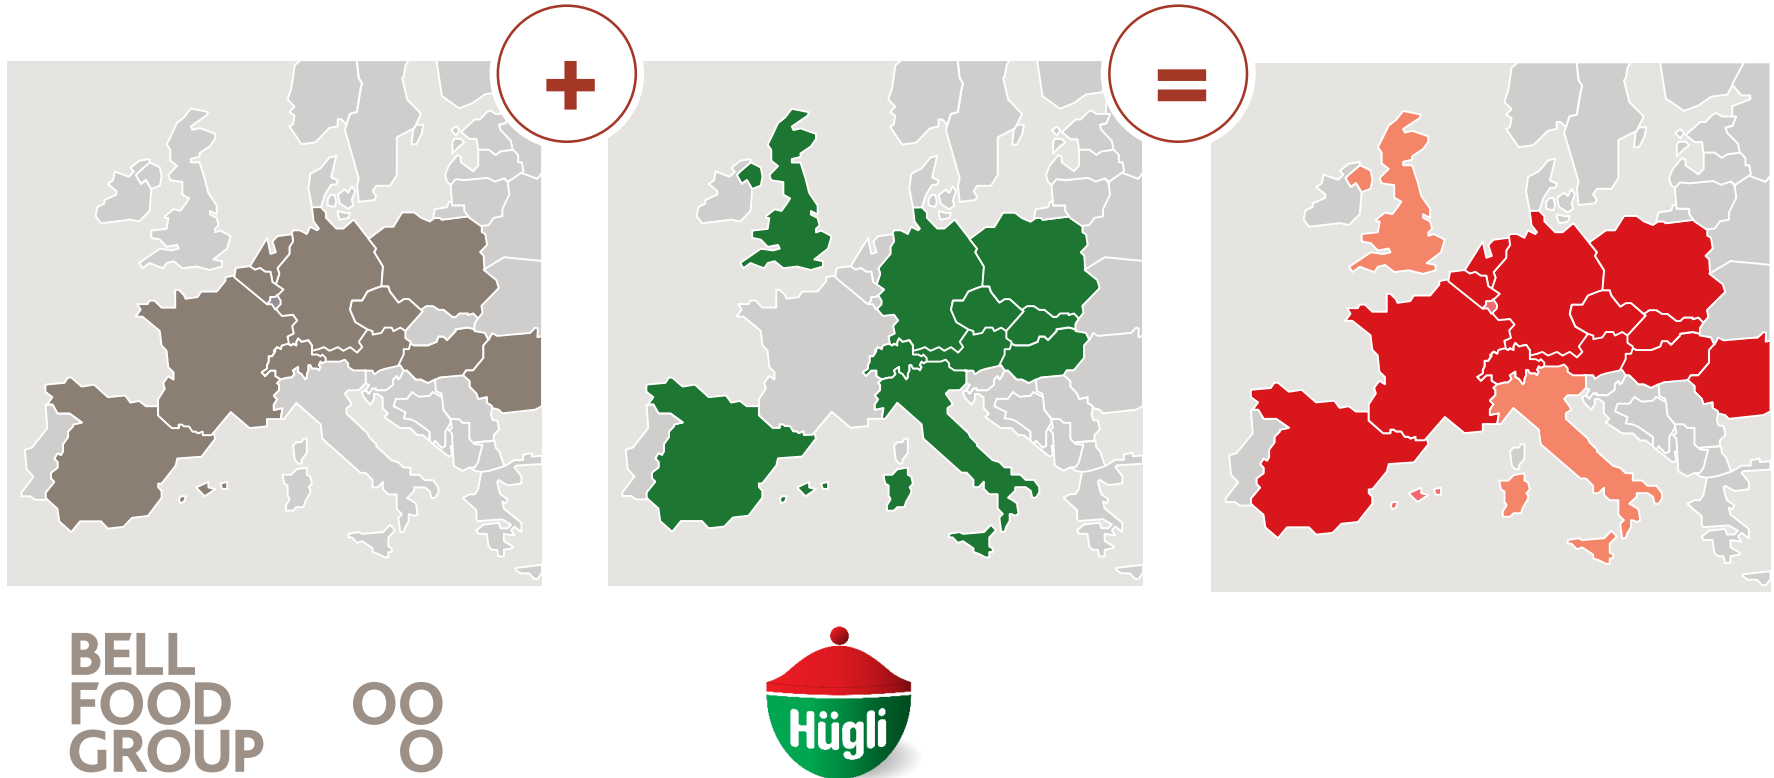 +
=
BELL
FOOD
GROUP
Hügli